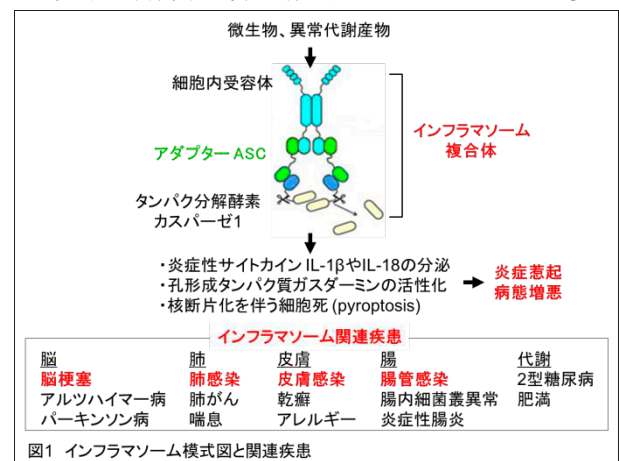 微生物、異常代謝産物
細胞内受容体
インフラマソーム
複合体
アダプター ASC
タンパク分解酵素
カスパーゼ1
・炎症性サイトカイン IL-1βやIL-18の分泌
・孔形成タンパク質ガスダーミンの活性化
・核断片化を伴う細胞死 (pyroptosis)
炎症惹起
病態増悪
インフラマソーム関連疾患
脳 肺 皮膚 腸 代謝
脳梗塞 肺感染 皮膚感染 腸管感染 2型糖尿病
アルツハイマー病 肺がん 乾癬 腸内細菌叢異常 肥満
パーキンソン病 喘息 アレルギー 炎症性腸炎
図1 インフラマソーム模式図と関連疾患